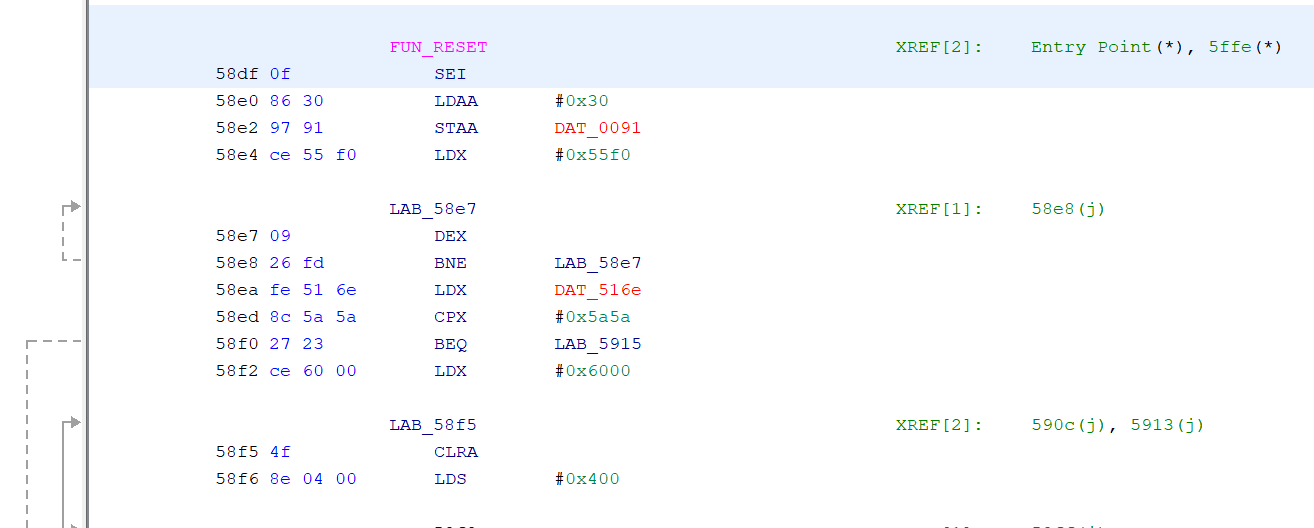 FUN_RESET XREF[2]: Entry Point(*), 5ffe(*)
58df 0f SEI
58e0 86 30 LDAA #0x30
58e2 97 91 STAA DAT_0091
58e4 ce 55 f0 LDX #0x55f0
LAB_58e7 XREF[1]: 58e8(j)
58e7 09 DEX
58e8 26 fd BNE LAB_58e7
58ea fe 51 6e LDX DAT_516e
58ed 8c 5a 5a CPX #0x5a5a
58f0 27 23 BEQ LAB_5915
58f2 ce 60 00 LDX #0x6000
LAB_58f5 XREF[2]: 590c(j), 5913(j)
58f5 4f CLRA
58f6 8e 04 00 LDS #0x400